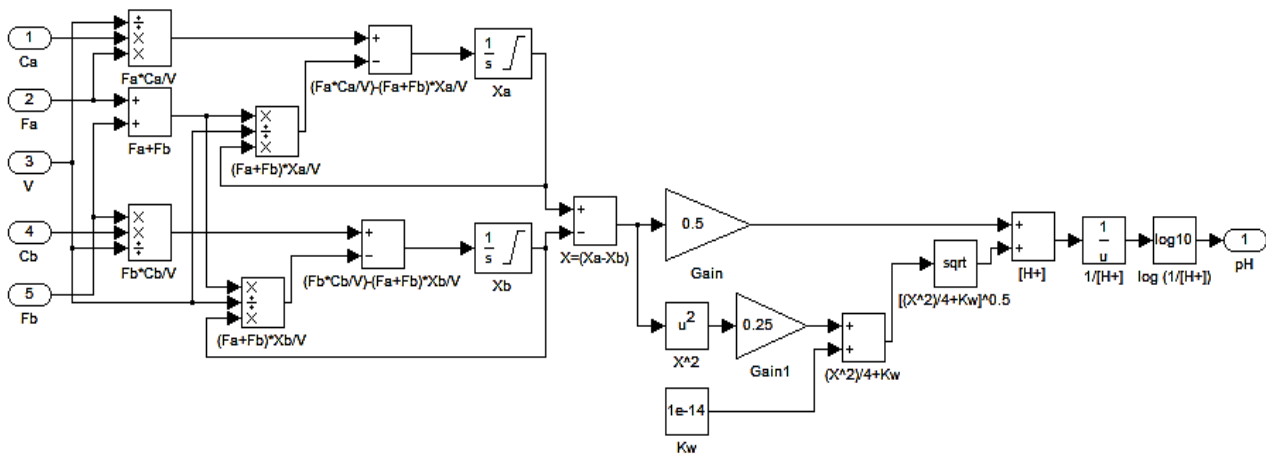 1
Ca
÷
×
×
Fa*Ca/V
+
−
(Fa*Ca/V)-(Fa+Fb)*Xa/V
1
s
Xa
2
Fa
+
+
Fa+Fb
×
÷
×
(Fa+Fb)*Xa/V
3
V
4
Cb
×
×
÷
Fb*Cb/V
+
−
(Fb*Cb/V)-(Fa+Fb)*Xb/V
1
s
Xb
5
Fb
×
÷
×
(Fa+Fb)*Xb/V
+
−
X=(Xa-Xb)
0.5
Gain
u²
X^2
0.25
Gain1
1e-14
Kw
+
+
(X^2)/4+Kw
sqrt
[(X^2)/4+Kw]^0.5
+
+
[H+]
1
u
1/[H+]
log10
log (1/[H+])
1
pH